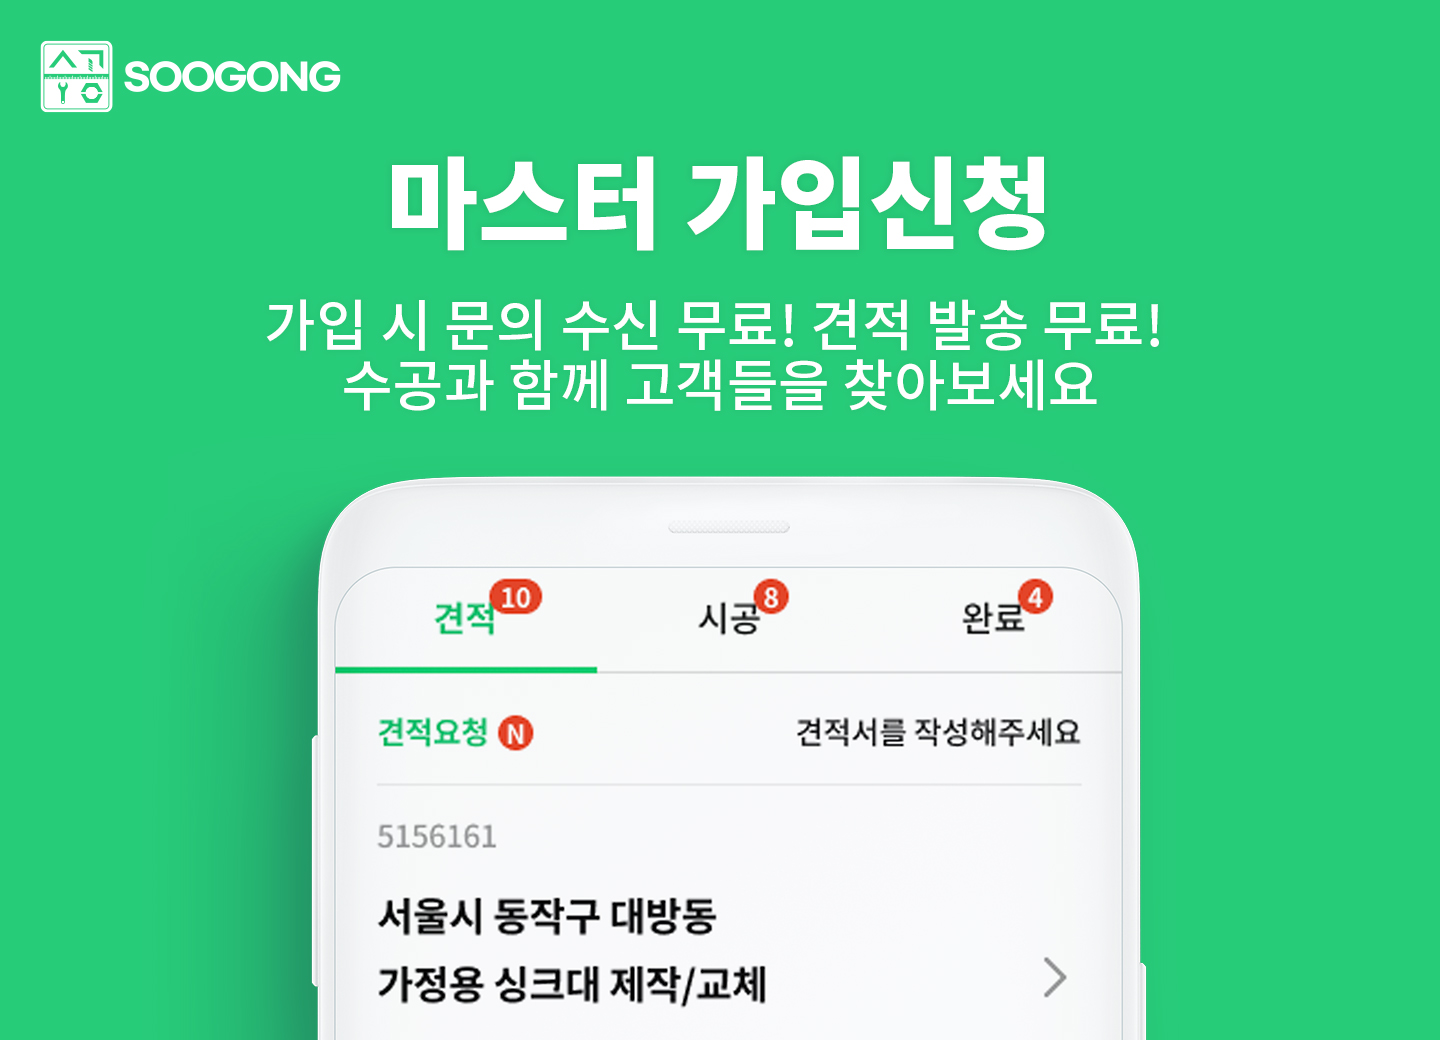 수공
SOOGONG
마스터 가입신청
가입 시 문의 수신 무료! 견적 발송 무료!
수공과 함께 고객들을 찾아보세요
견적 10 시공 8 완료 4
견적요청 N 견적서를 작성해주세요
5156161
서울시 동작구 대방동
가정용 싱크대 제작/교체